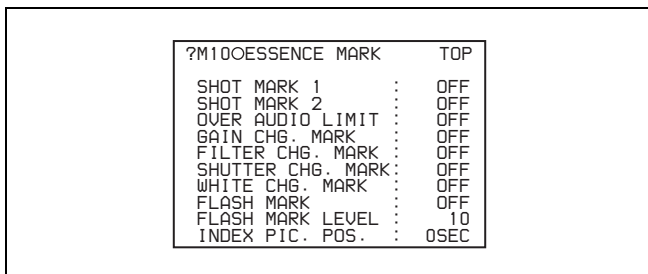 ?M10○ESSENCE MARK TOP
SHOT MARK 1 : OFF
SHOT MARK 2 : OFF
OVER AUDIO LIMIT : OFF
GAIN CHG. MARK : OFF
FILTER CHG. MARK : OFF
SHUTTER CHG. MARK: OFF
WHITE CHG. MARK : OFF
FLASH MARK : OFF
FLASH MARK LEVEL : 10
INDEX PIC. POS. : 0SEC